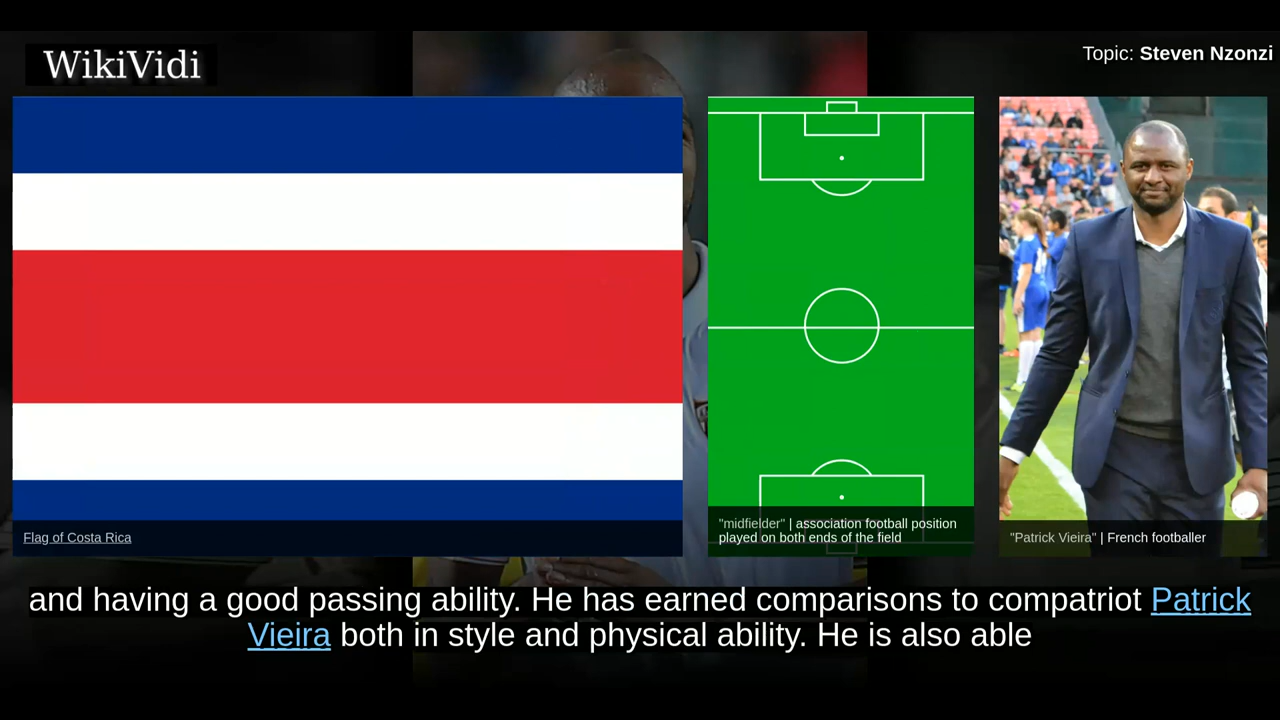 WikiVidi
Topic: Steven Nzonzi
Flag of Costa Rica
"midfielder" | association football position
played on both ends of the field
"Patrick Vieira" | French footballer
and having a good passing ability. He has earned comparisons to compatriot Patrick
Vieira both in style and physical ability. He is also able